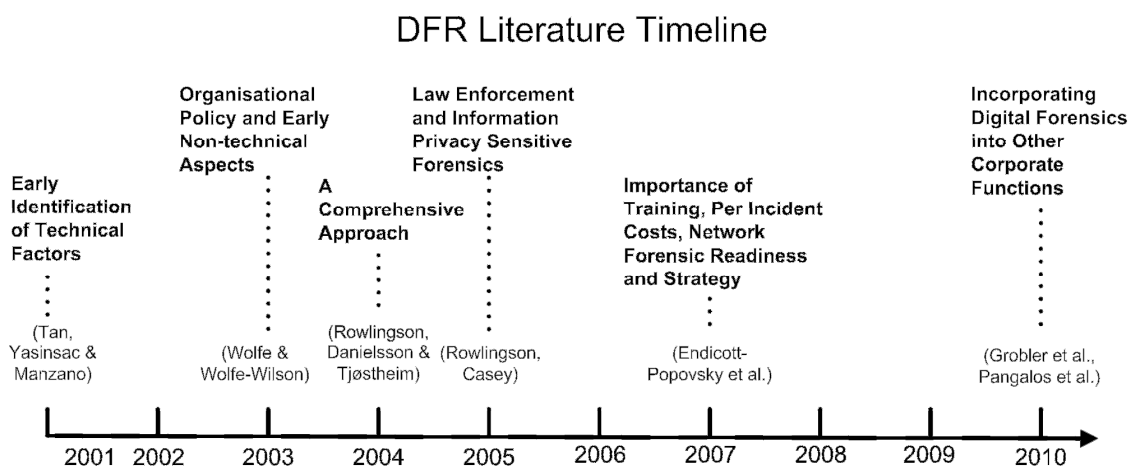 DFR Literature Timeline
Early
Identification
of Technical
Factors
(Tan,
Yasinsac &
Manzano)
Organisational
Policy and Early
Non-technical
Aspects
(Wolfe &
Wolfe-Wilson)
A
Comprehensive
Approach
(Rowlingson,
Danielsson &
Tjøstheim)
Law Enforcement
and Information
Privacy Sensitive
Forensics
(Rowlingson,
Casey)
Importance of
Training, Per Incident
Costs, Network
Forensic Readiness
and Strategy
(Endicott-
Popovsky et al.)
Incorporating
Digital Forensics
into Other
Corporate
Functions
(Grobler et al.,
Pangalos et al.)
2001 2002 2003 2004 2005 2006 2007 2008 2009 2010